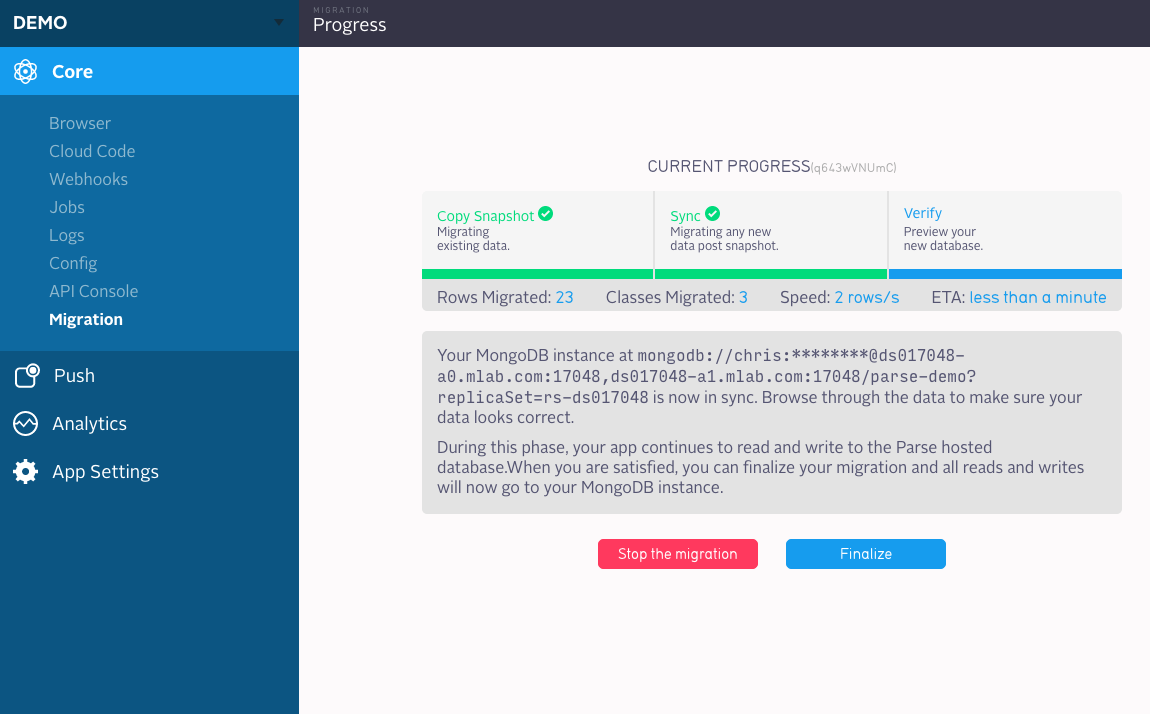 DEMO
MIGRATION
Progress
Core
Browser
Cloud Code
Webhooks
Jobs
Logs
Config
API Console
Migration
Push
Analytics
App Settings
CURRENT PROGRESS(q643wVNUmC)
Copy Snapshot
Migrating
existing data.
Sync
Migrating any new
data post snapshot.
Verify
Preview your
new database.
Rows Migrated: 23 Classes Migrated: 3 Speed: 2 rows/s ETA: less than a minute
Your MongoDB instance at mongodb://chris:********@ds017048-
a0.mlab.com:17048,ds017048-a1.mlab.com:17048/parse-demo?
replicaSet=rs-ds017048 is now in sync. Browse through the data to make sure your
data looks correct.
During this phase, your app continues to read and write to the Parse hosted
database.When you are satisfied, you can finalize your migration and all reads and writes
will now go to your MongoDB instance.
Stop the migration
Finalize